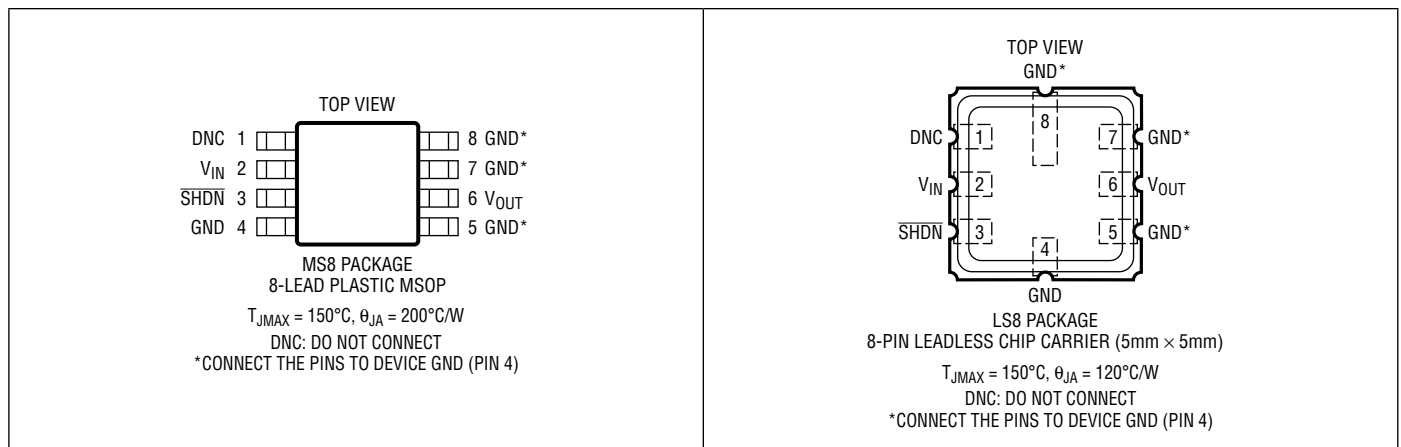 TOP VIEW
DNC 1
V_IN 2
SHDN 3
GND 4
8 GND*
7 GND*
6 V_OUT
5 GND*
MS8 PACKAGE
8-LEAD PLASTIC MSOP
T_JMAX = 150°C, θ_JA = 200°C/W
DNC: DO NOT CONNECT
*CONNECT THE PINS TO DEVICE GND (PIN 4)
TOP VIEW
GND*
8
DNC 1
7 GND*
V_IN 2
6 V_OUT
SHDN 3
5 GND*
4
GND
LS8 PACKAGE
8-PIN LEADLESS CHIP CARRIER (5mm × 5mm)
T_JMAX = 150°C, θ_JA = 120°C/W
DNC: DO NOT CONNECT
*CONNECT THE PINS TO DEVICE GND (PIN 4)